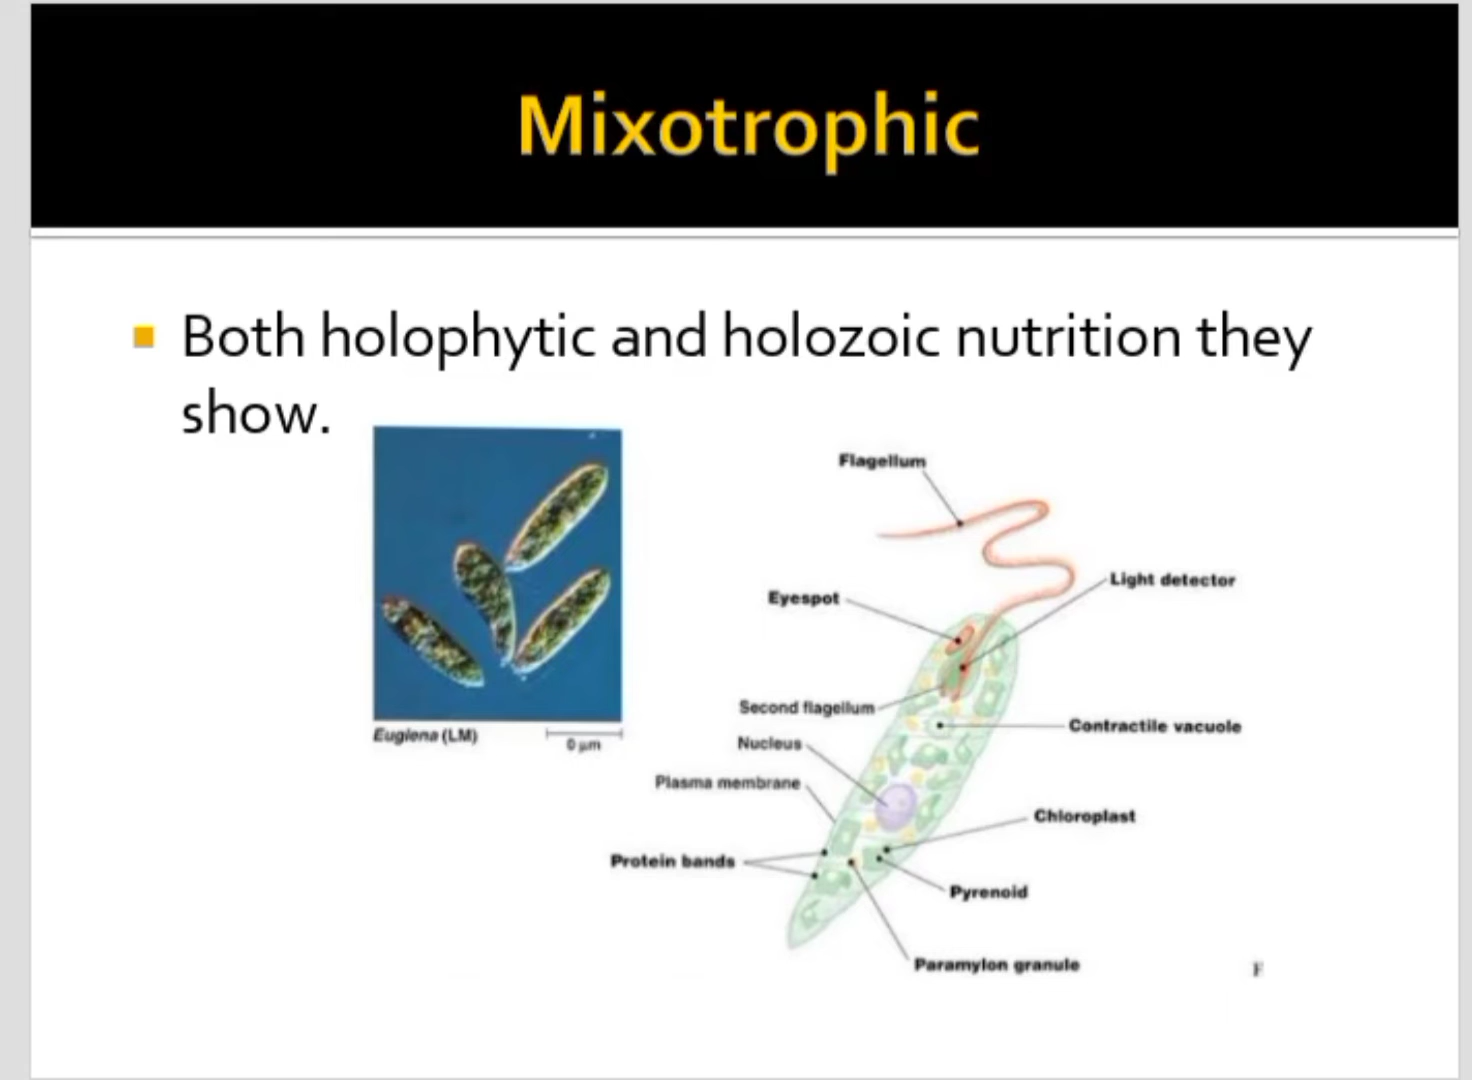 Mixotrophic
Both holophytic and holozoic nutrition they
show.
Flagellum
Light detector
Eyespot
Second flagellum
Contractile vacuole
Nucleus
Plasma membrane
Chloroplast
Protein bands
Pyrenoid
Paramylon granule
Euglena (LM)
0 µm
F